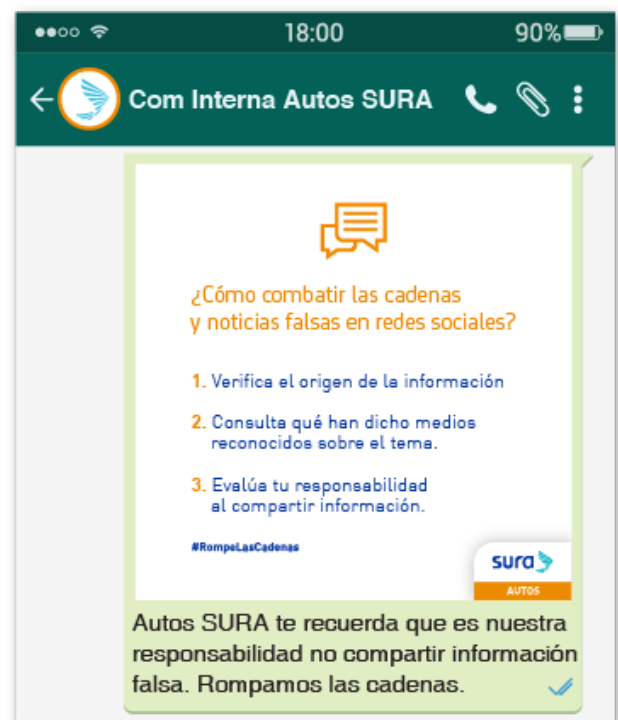 18:00
90%
Com Interna Autos SURA
¿Cómo combatir las cadenas
y noticias falsas en redes sociales?
1. Verifica el origen de la información
2. Consulta qué han dicho medios
reconocidos sobre el tema.
3. Evalúa tu responsabilidad
al compartir información.
#RompeLasCadenas
sura
AUTOS
Autos SURA te recuerda que es nuestra
responsabilidad no compartir información
falsa. Rompamos las cadenas.